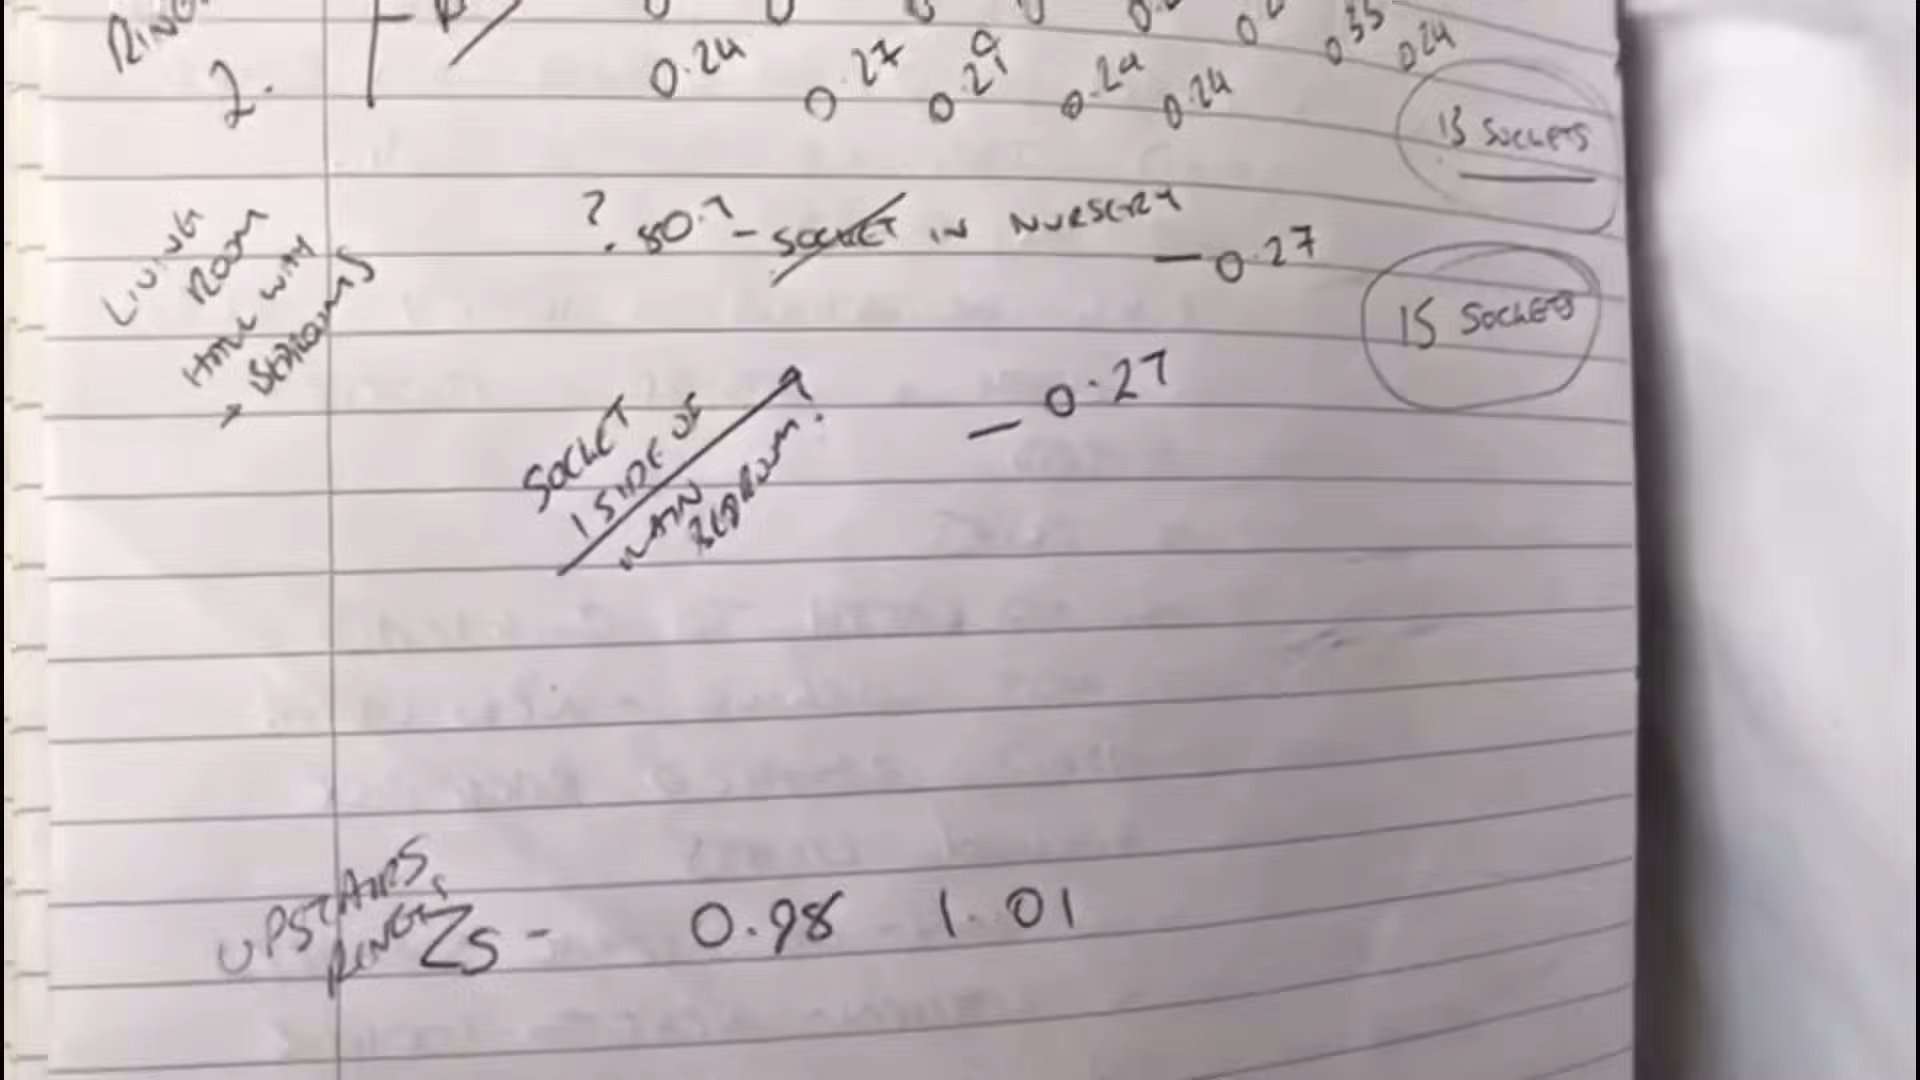 RING
2.
0.24 0.27 0.29 0.24 0.24 0.35 0.24
15 SOCKETS
LIVING
ROOM
HALL WITH
BEDROOMS
? SOCKET IN NURSERY - 0.27
15 SOCKETS
SOCKET
1 SIDE OF
MAIN
BEDROOM. - 0.27
UPSTAIRS
RING ZS - 0.98 1.01